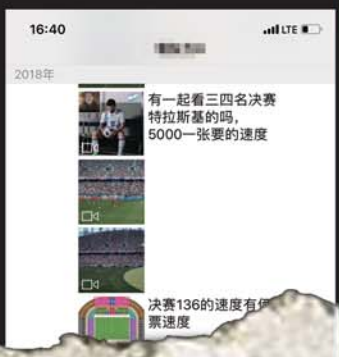 16:40
LTE
2018年
有一起看三四名决赛
特拉斯基的吗，
5000一张要的速度
决赛136的速度有
票速度